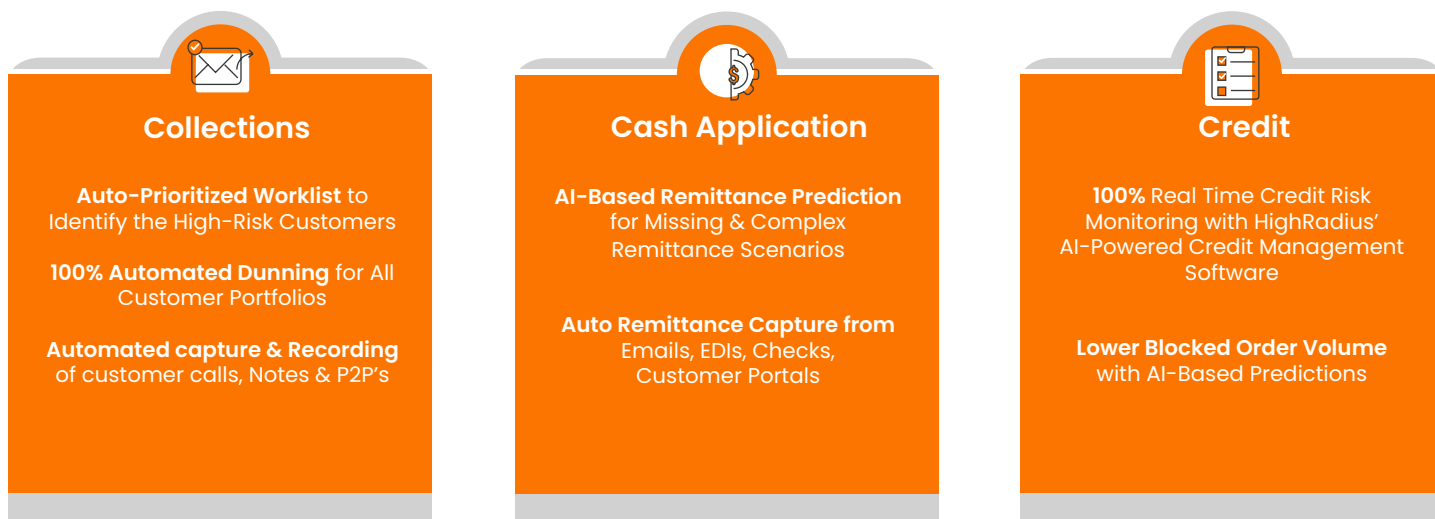 Collections
Auto-Prioritized Worklist to
Identify the High-Risk Customers
100% Automated Dunning for All
Customer Portfolios
Automated capture & Recording
of customer calls, Notes & P2P's
Cash Application
AI-Based Remittance Prediction
for Missing & Complex
Remittance Scenarios
Auto Remittance Capture from
Emails, EDIs, Checks,
Customer Portals
Credit
100% Real Time Credit Risk
Monitoring with HighRadius'
AI-Powered Credit Management
Software
Lower Blocked Order Volume
with AI-Based Predictions